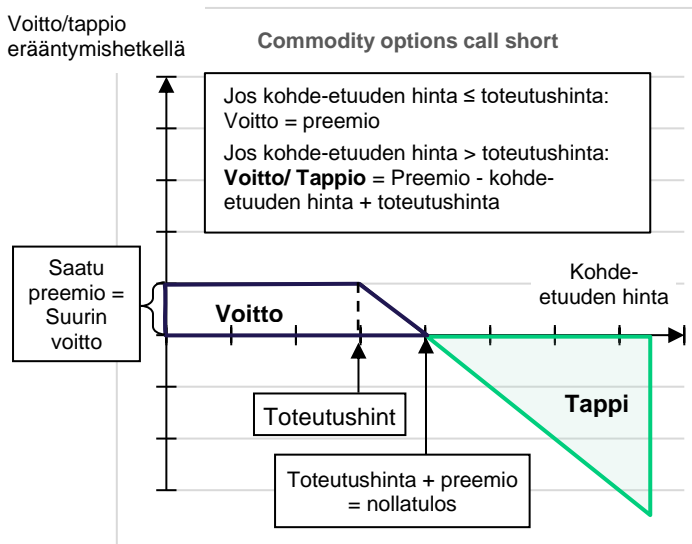 Voitto/tappio
erääntymishetkellä
Commodity options call short
Jos kohde-etuuden hinta ≤ toteutushinta:
Voitto = preemio
Jos kohde-etuuden hinta > toteutushinta:
Voitto/ Tappio = Preemio - kohde-
etuuden hinta + toteutushinta
Saatu
preemio =
Suurin
voitto
Voitto
Kohde-
etuuden hinta
Toteutushint
Tappi
Toteutushinta + preemio
= nollatulos